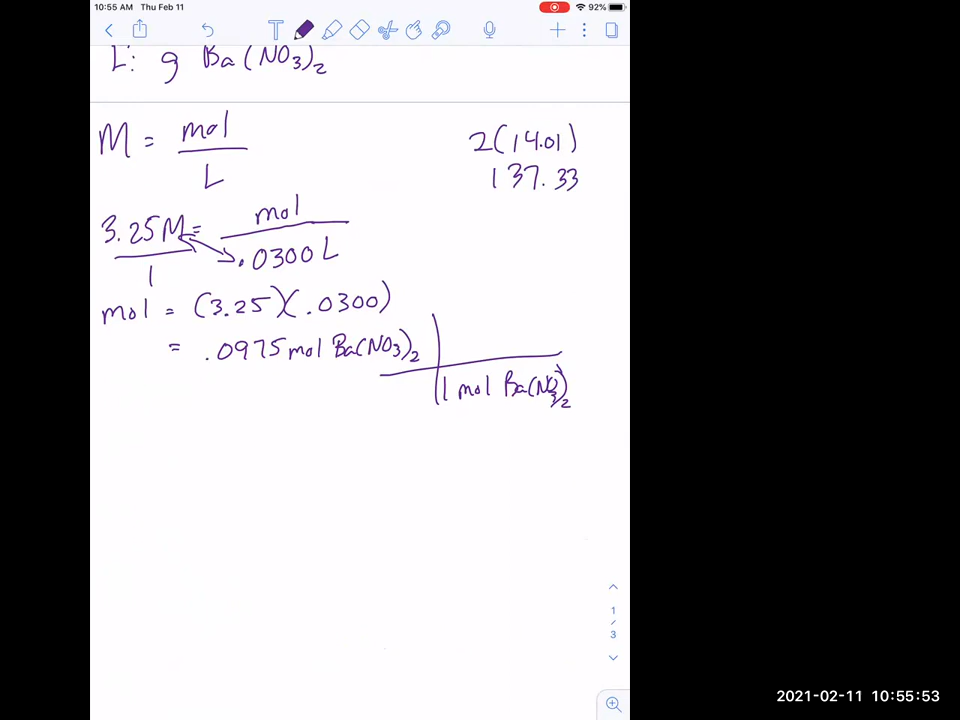 10:55 AM Thu Feb 11 92%
L: g Ba(NO3)2
M = mol / L
2(14.01)
137.33
3.25M / 1 = mol / .0300 L
mol = (3.25)(.0300)
= .0975 mol Ba(NO3)2
1 mol Ba(NO3)2
1
/
3
2021-02-11 10:55:53